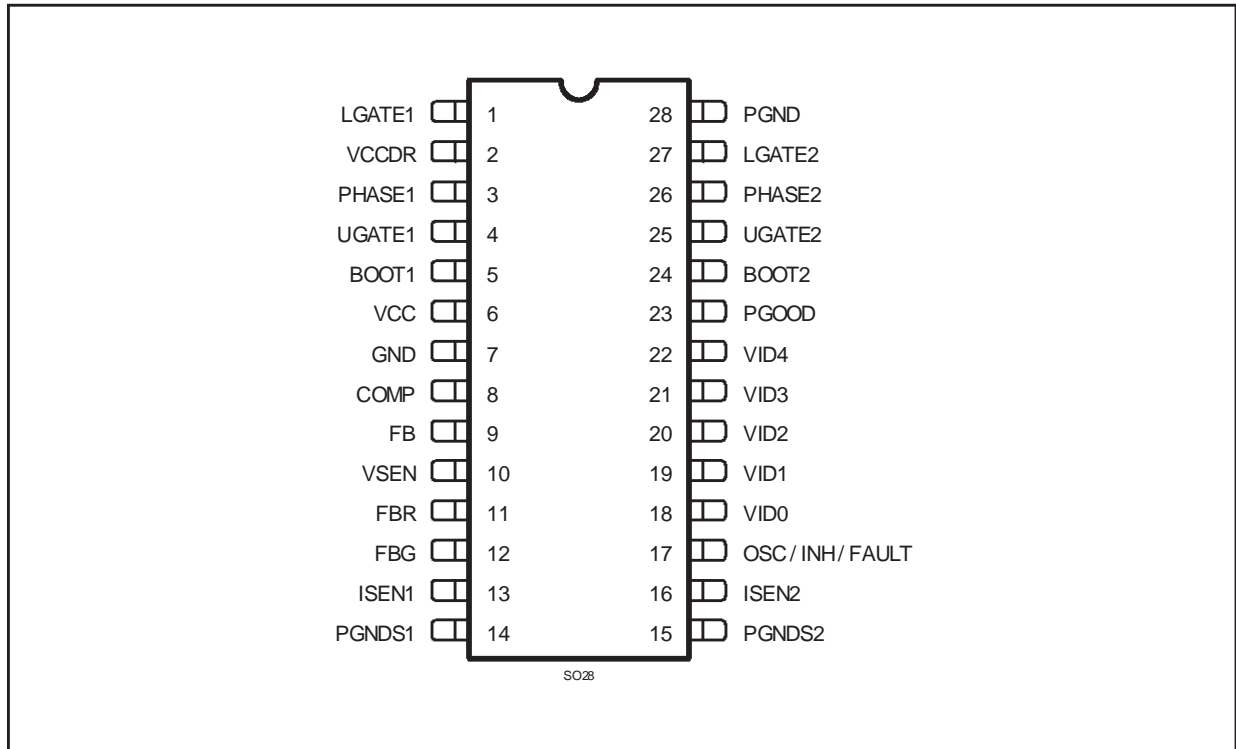 LGATE1 1 28 PGND
VCCDR 2 27 LGATE2
PHASE1 3 26 PHASE2
UGATE1 4 25 UGATE2
BOOT1 5 24 BOOT2
VCC 6 23 PGOOD
GND 7 22 VID4
COMP 8 21 VID3
FB 9 20 VID2
VSEN 10 19 VID1
FBR 11 18 VID0
FBG 12 17 OSC / INH / FAULT
ISEN1 13 16 ISEN2
PGNDS1 14 15 PGNDS2
SO28